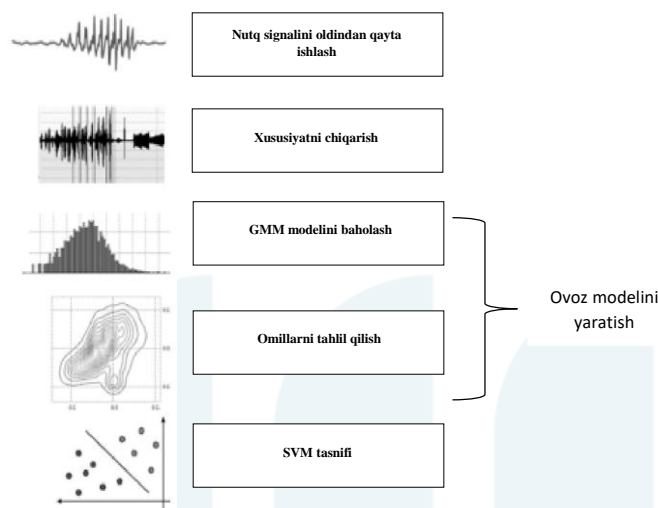 Nutq signalini oldindan qayta
ishlash
Xususiyatni chiqarish
GMM modelini baholash
Omillarni tahlil qilish
Ovoz modelini
yaratish
SVM tasnifi